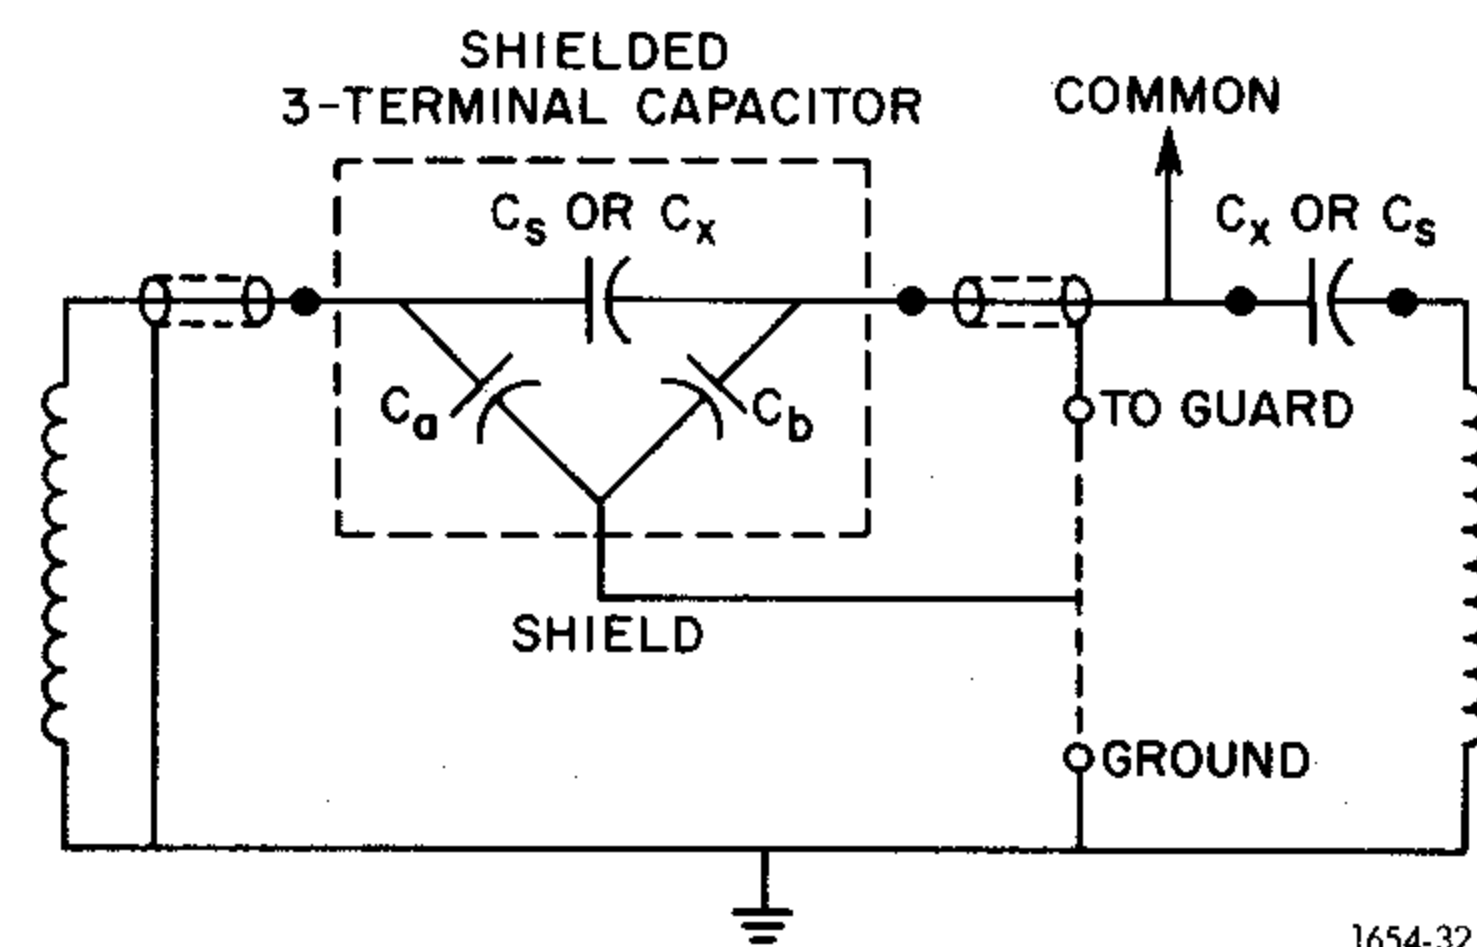 SHIELDED
3-TERMINAL CAPACITOR
COMMON
Cs OR Cx
Cx OR Cs
Ca
Cb
TO GUARD
SHIELD
GROUND
1654-32